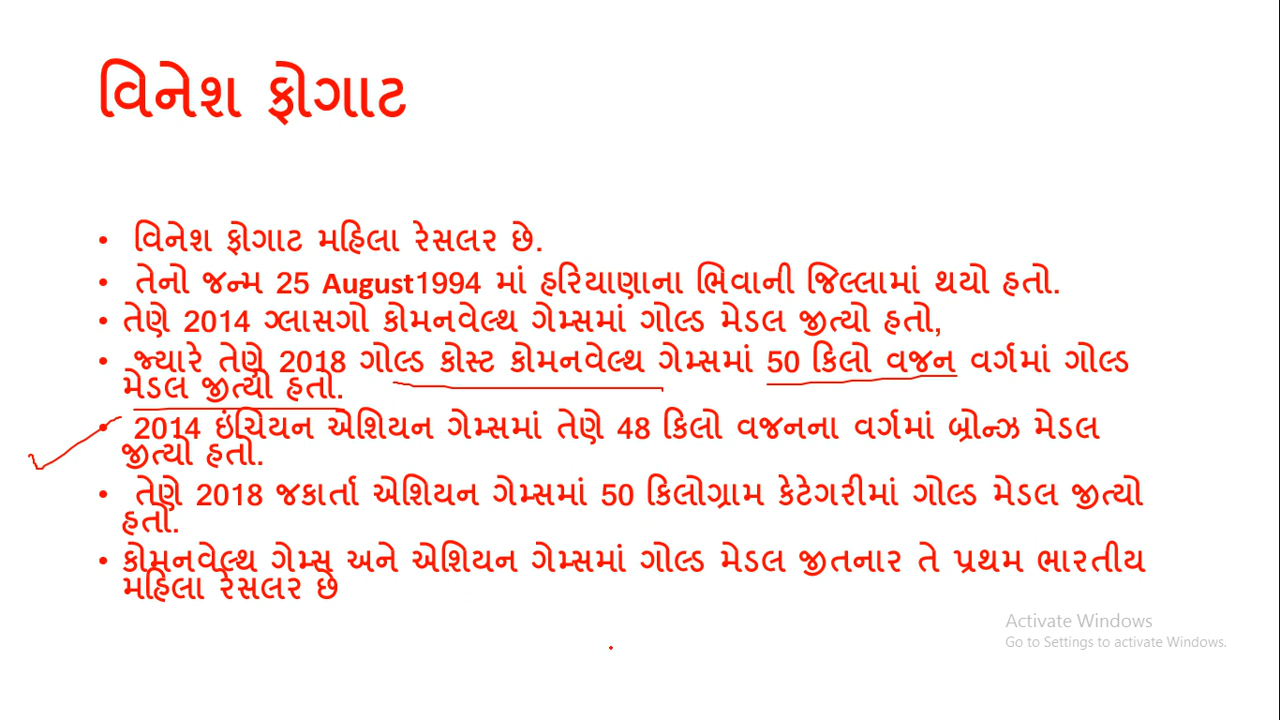 વિનેશ ફોગાટ
• વિનેશ ફોગાટ મહિલા રેસલર છે.
• તેનો જન્મ 25 August1994 માં હરિયાણાના ભિવાની જિલ્લામાં થયો હતો.
• તેણે 2014 ગ્લાસગો કોમનવેલ્થ ગેમ્સમાં ગોલ્ડ મેડલ જીત્યો હતો,
• જ્યારે તેણે 2018 ગોલ્ડ કોસ્ટ કોમનવેલ્થ ગેમ્સમાં 50 કિલો વજન વર્ગમાં ગોલ્ડ
મેડલ જીત્યો હતો.
• 2014 ઇંચિયન એશિયન ગેમ્સમાં તેણે 48 કિલો વજનના વર્ગમાં બ્રોન્ઝ મેડલ
જીત્યો હતો.
• તેણે 2018 જકાર્તા એશિયન ગેમ્સમાં 50 કિલોગ્રામ કેટેગરીમાં ગોલ્ડ મેડલ જીત્યો
હતો.
• કોમનવેલ્થ ગેમ્સ અને એશિયન ગેમ્સમાં ગોલ્ડ મેડલ જીતનાર તે પ્રથમ ભારતીય
મહિલા રેસલર છે
Activate Windows
Go to Settings to activate Windows.